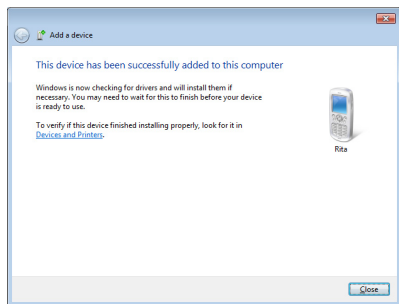 Add a device
This device has been successfully added to this computer
Windows is now checking for drivers and will install them if
necessary. You may need to wait for this to finish before your device
is ready to use.
To verify if this device finished installing properly, look for it in
Devices and Printers.
Rita
Close